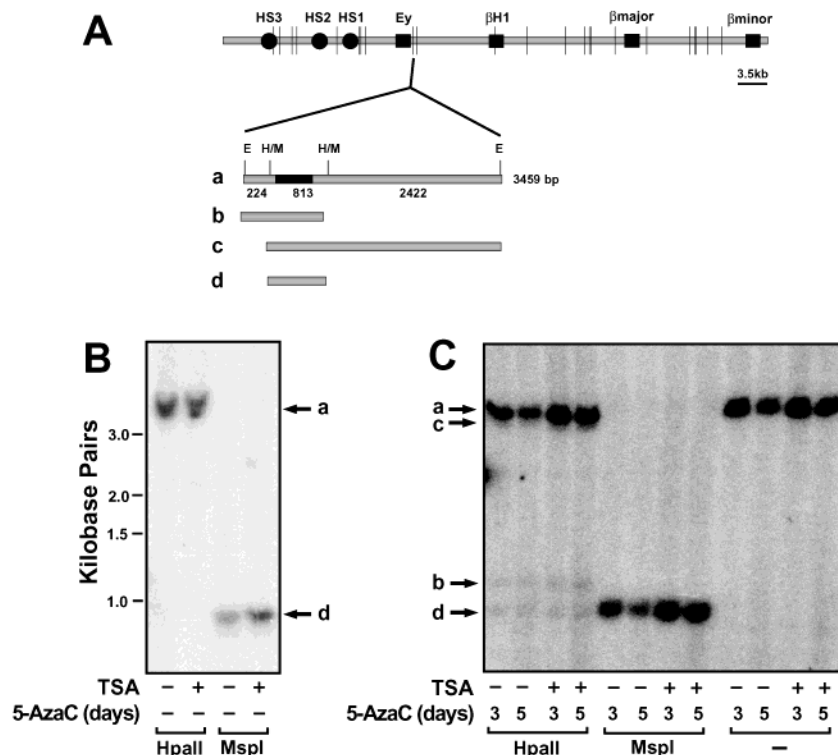 A
HS3 HS2 HS1 Ey βH1 βmajor βminor
3.5kb
E H/M H/M E
a 3459 bp
224 813 2422
b
c
d
B
Kilobase Pairs
3.0
2.0
1.5
1.0
a
d
TSA - + - +
5-AzaC (days) - - - -
HpaII MspI
C
a
c
b
d
TSA - - + + - - + + - - + +
5-AzaC (days) 3 5 3 5 3 5 3 5 3 5 3 5
HpaII MspI -